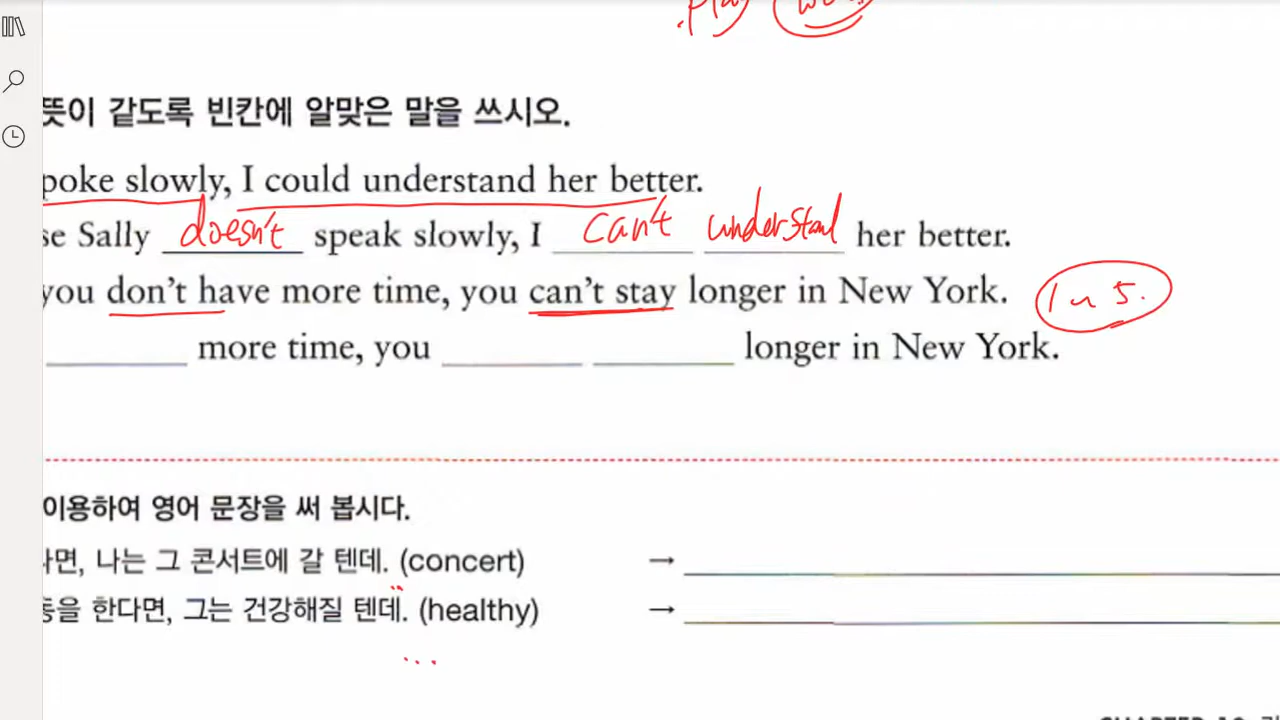 play
뜻이 같도록 빈칸에 알맞은 말을 쓰시오.
poke slowly, I could understand her better.
se Sally doesn't speak slowly, I can't understand her better.
you don't have more time, you can't stay longer in New York.
more time, you longer in New York.
이용하여 영어 문장을 써 봅시다.
나면, 나는 그 콘서트에 갈 텐데. (concert) →
동을 한다면, 그는 건강해질 텐데. (healthy) →